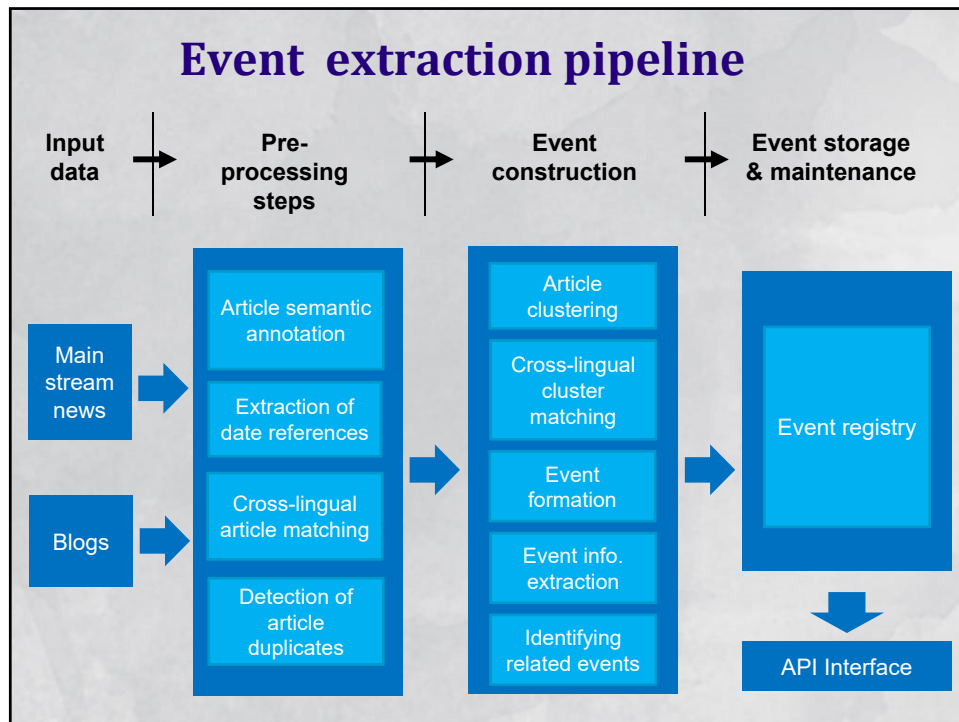 Event extraction pipeline
Input
data
Pre-
processing
steps
Event
construction
Event storage
& maintenance
Main
stream
news
Blogs
Article semantic
annotation
Extraction of
date references
Cross-lingual
article matching
Detection of
article
duplicates
Article
clustering
Cross-lingual
cluster
matching
Event
formation
Event info.
extraction
Identifying
related events
Event registry
API Interface